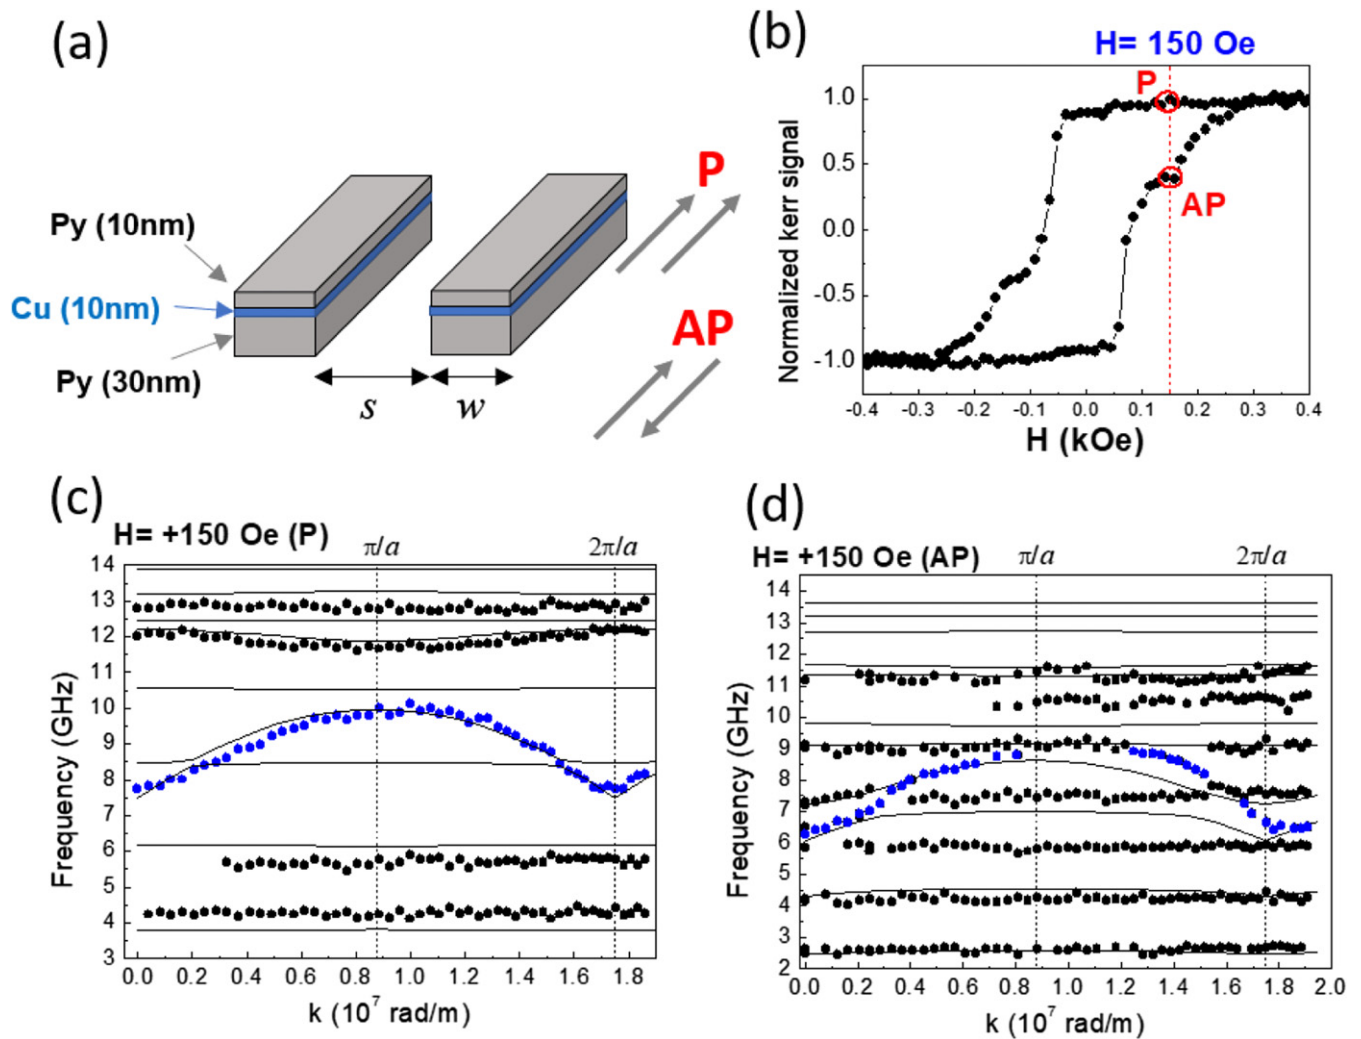 (a)
Py (10nm)
Cu (10nm)
Py (30nm)
s
w
P
AP
(b)
H= 150 Oe
P
AP
Normalized kerr signal
1.0
0.5
0.0
-0.5
-1.0
-0.4 -0.3 -0.2 -0.1 0.0 0.1 0.2 0.3 0.4
H (kOe)
(c)
H= +150 Oe (P)
π/a
2π/a
Frequency (GHz)
14
13
12
11
10
9
8
7
6
5
4
3
0.0 0.2 0.4 0.6 0.8 1.0 1.2 1.4 1.6 1.8
k (10⁷ rad/m)
(d)
H= +150 Oe (AP)
π/a
2π/a
Frequency (GHz)
14
13
12
11
10
9
8
7
6
5
4
3
2
0.0 0.2 0.4 0.6 0.8 1.0 1.2 1.4 1.6 1.8 2.0
k (10⁷ rad/m)